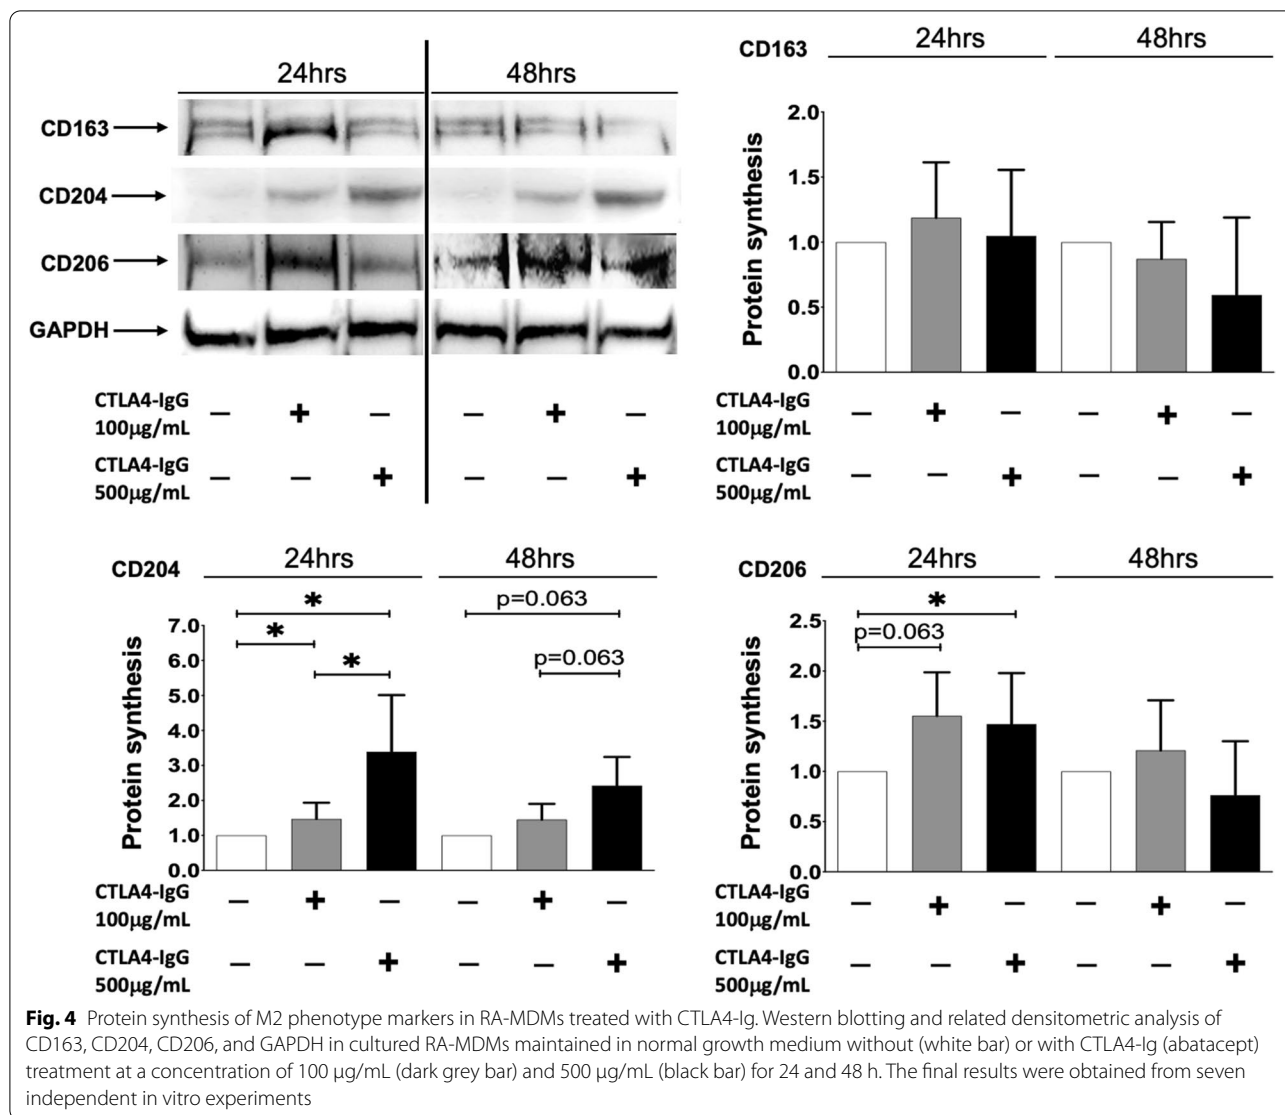 24hrs 48hrs
CD163
CD204
CD206
GAPDH
CTLA4-IgG – + – – + –
100µg/mL
CTLA4-IgG – – + – – +
500µg/mL
CD163 24hrs 48hrs
Protein synthesis
2.0
1.5
1.0
0.5
0.0
CTLA4-IgG – + – – + –
100µg/mL
CTLA4-IgG – – + – – +
500µg/mL
CD204 24hrs 48hrs
* p=0.063
* * p=0.063
Protein synthesis
7.0
6.0
5.0
4.0
3.0
2.0
1.0
0.0
CTLA4-IgG – + – – + –
100µg/mL
CTLA4-IgG – – + – – +
500µg/mL
CD206 24hrs 48hrs
*
p=0.063
Protein synthesis
2.5
2.0
1.5
1.0
0.5
0.0
CTLA4-IgG – + – – + –
100µg/mL
CTLA4-IgG – – + – – +
500µg/mL
Fig. 4 Protein synthesis of M2 phenotype markers in RA-MDMs treated with CTLA4-Ig. Western blotting and related densitometric analysis of
CD163, CD204, CD206, and GAPDH in cultured RA-MDMs maintained in normal growth medium without (white bar) or with CTLA4-Ig (abatacept)
treatment at a concentration of 100 µg/mL (dark grey bar) and 500 µg/mL (black bar) for 24 and 48 h. The final results were obtained from seven
independent in vitro experiments